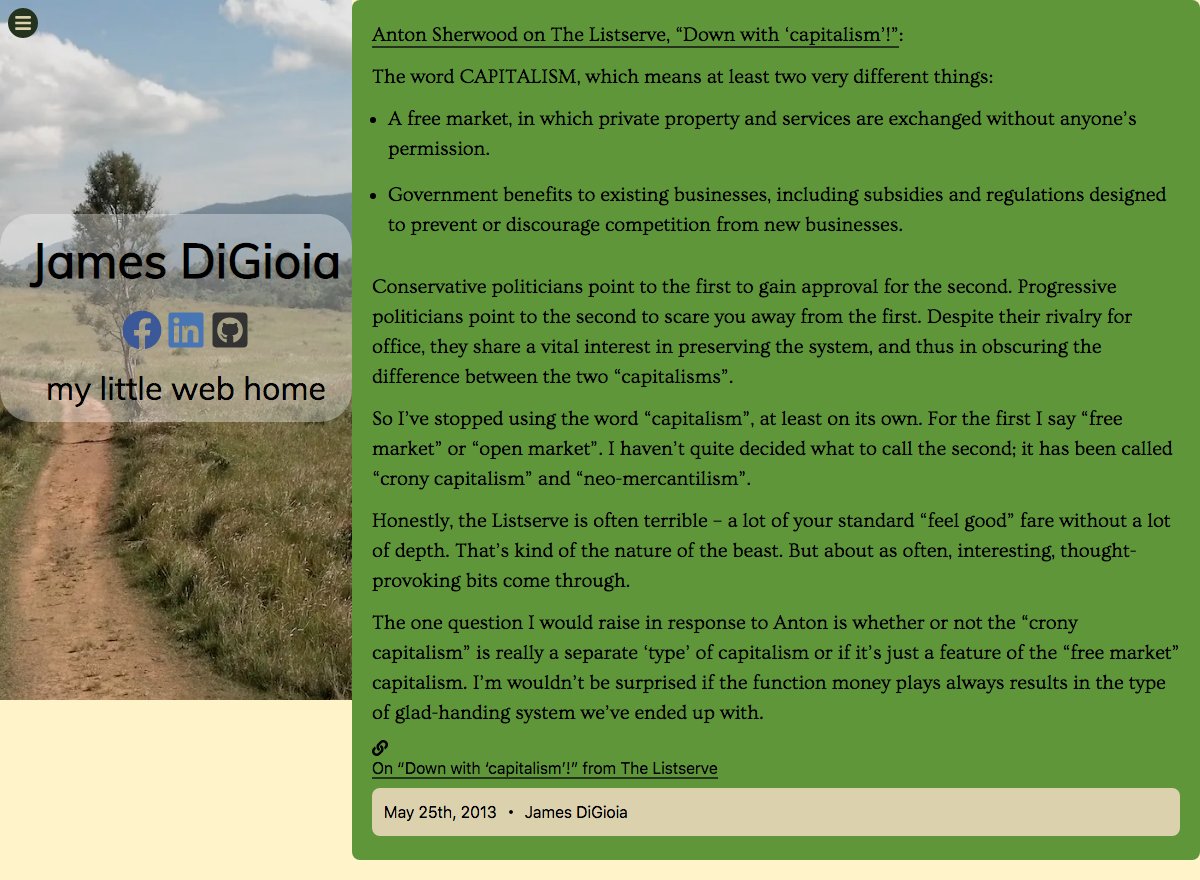 James DiGioia
my little web home
Anton Sherwood on The Listserve, “Down with ‘capitalism’!”:
The word CAPITALISM, which means at least two very different things:
• A free market, in which private property and services are exchanged without anyone’s
permission.
• Government benefits to existing businesses, including subsidies and regulations designed
to prevent or discourage competition from new businesses.
Conservative politicians point to the first to gain approval for the second. Progressive
politicians point to the second to scare you away from the first. Despite their rivalry for
office, they share a vital interest in preserving the system, and thus in obscuring the
difference between the two “capitalisms”.
So I’ve stopped using the word “capitalism”, at least on its own. For the first I say “free
market” or “open market”. I haven’t quite decided what to call the second; it has been called
“crony capitalism” and “neo-mercantilism”.
Honestly, the Listserve is often terrible – a lot of your standard “feel good” fare without a lot
of depth. That’s kind of the nature of the beast. But about as often, interesting, thought-
provoking bits come through.
The one question I would raise in response to Anton is whether or not the “crony
capitalism” is really a separate ‘type’ of capitalism or if it’s just a feature of the “free market”
capitalism. I’m wouldn’t be surprised if the function money plays always results in the type
of glad-handing system we’ve ended up with.
On “Down with ‘capitalism’!” from The Listserve
May 25th, 2013 • James DiGioia